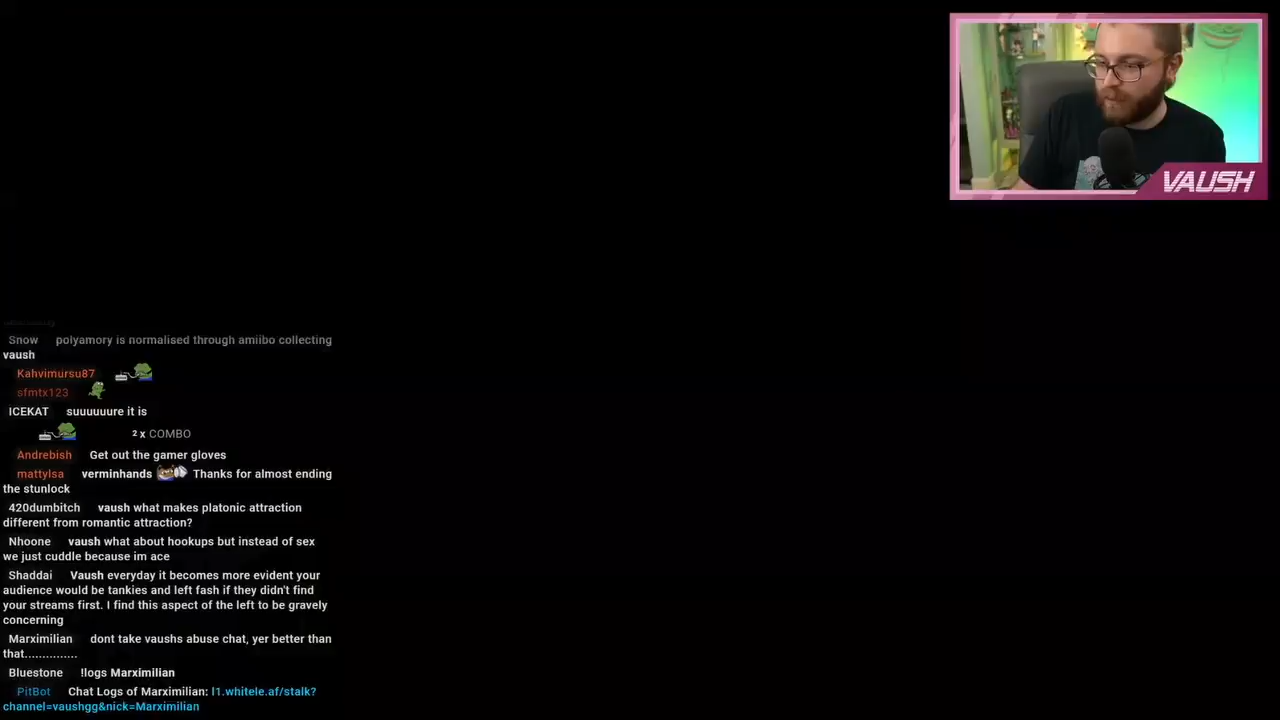 VAUSH
Snow polyamory is normalised through amiibo collecting
vaush
Kahvimursu87
sfmtx123
ICEKAT suuuuuure it is
2 x COMBO
Andrebish Get out the gamer gloves
mattylsa verminhands Thanks for almost ending
the stunlock
420dumbitch vaush what makes platonic attraction
different from romantic attraction?
Nhoone vaush what about hookups but instead of sex
we just cuddle because im ace
Shaddai Vaush everyday it becomes more evident your
audience would be tankies and left fash if they didn't find
your streams first. I find this aspect of the left to be gravely
concerning
Marximilian dont take vaushs abuse chat, yer better than
that...............
Bluestone !logs Marximilian
PitBot Chat Logs of Marximilian: l1.whitele.af/stalk?
channel=vaushgg&nick=Marximilian